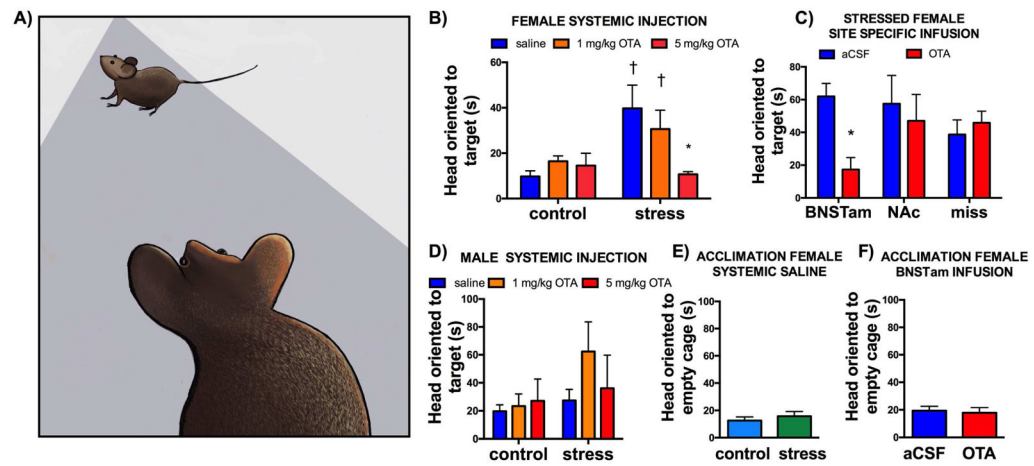 A)
B)
FEMALE SYSTEMIC INJECTION
saline 1 mg/kg OTA 5 mg/kg OTA
Head oriented to
target (s)
100
80
60
40
20
0
† † *
control stress
C)
STRESSED FEMALE
SITE SPECIFIC INFUSION
aCSF OTA
Head oriented to
target (s)
80
60
40
20
0
*
BNSTam NAc miss
D)
MALE SYSTEMIC INJECTION
saline 1 mg/kg OTA 5 mg/kg OTA
Head oriented to
target (s)
100
80
60
40
20
0
control stress
E)
ACCLIMATION FEMALE
SYSTEMIC SALINE
Head oriented to
empty cage (s)
100
80
60
40
20
0
control stress
F)
ACCLIMATION FEMALE
BNSTam INFUSION
Head oriented to
empty cage (s)
100
80
60
40
20
0
aCSF OTA